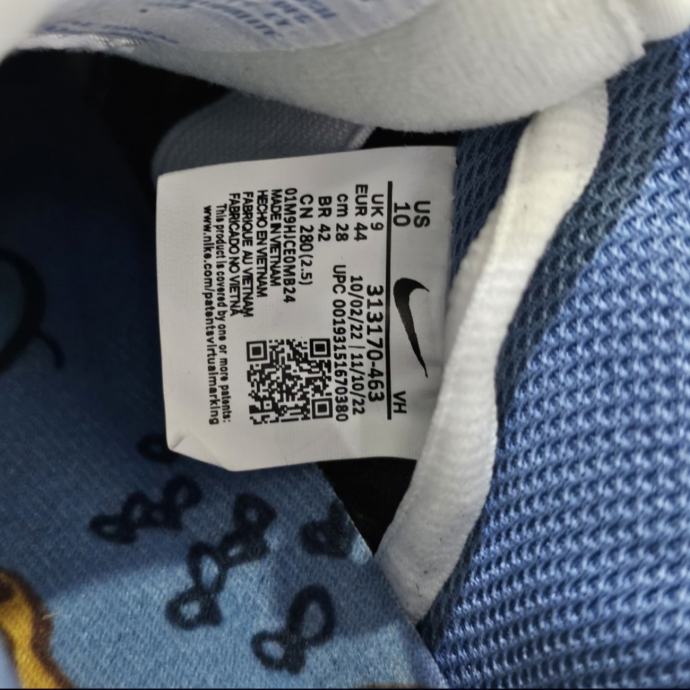 US 10
UK 9
EUR 44
cm 28
BR 42
CN 280(2.5)
VH
313170-463
10/02/22 | 11/10/22
UPC 00193151670380
01M9HJCE0MB24
MADE IN VIETNAM
HECHO EN VIETNAM
FABRIQUE AU VIETNAM
FABRICADO NO VIETNÃ
This product is covered by one or more patents:
www.nike.com/patentsvirtualmarking